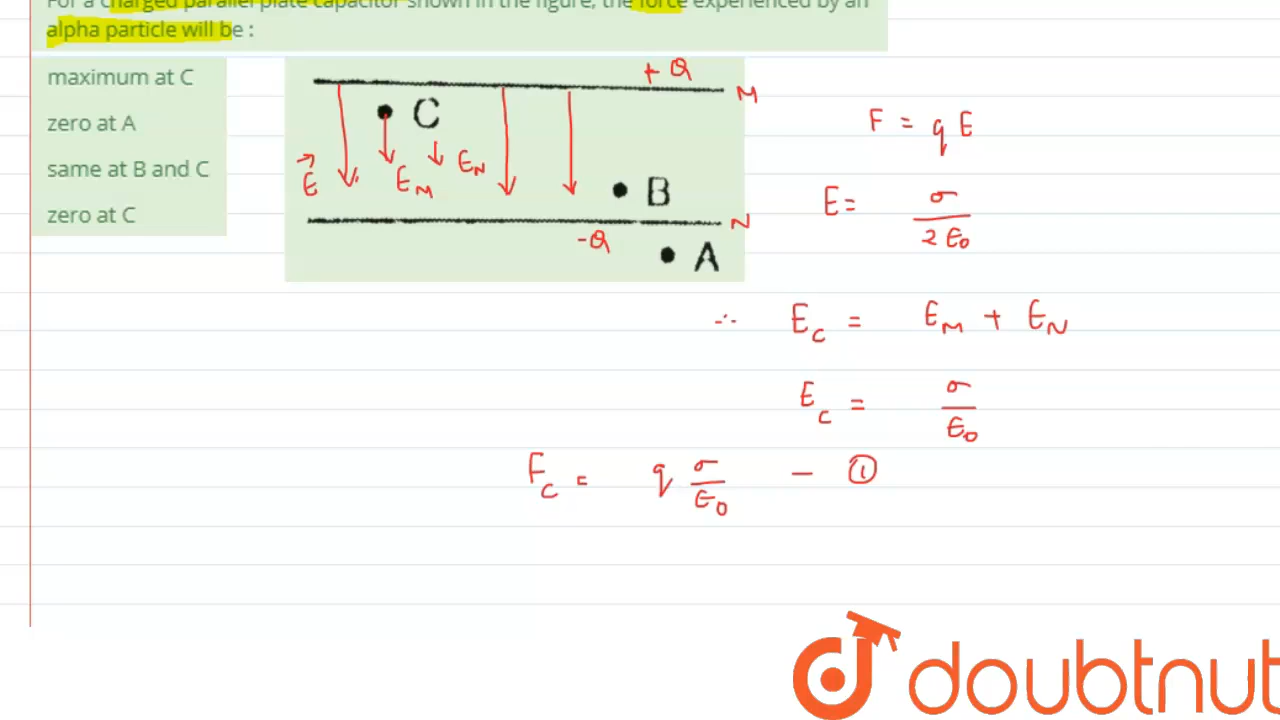 For a charged parallel plate capacitor shown in the figure, the force experienced by an
alpha particle will be :
maximum at C
zero at A
same at B and C
zero at C
+ Q
M
C
E⃗
E_M
E_N
B
N
-Q
A
F = qE
E = σ / 2ε₀
∴ E_C = E_M + E_N
E_C = σ / ε₀
F_C = q σ / ε₀ — ①
doubtnut